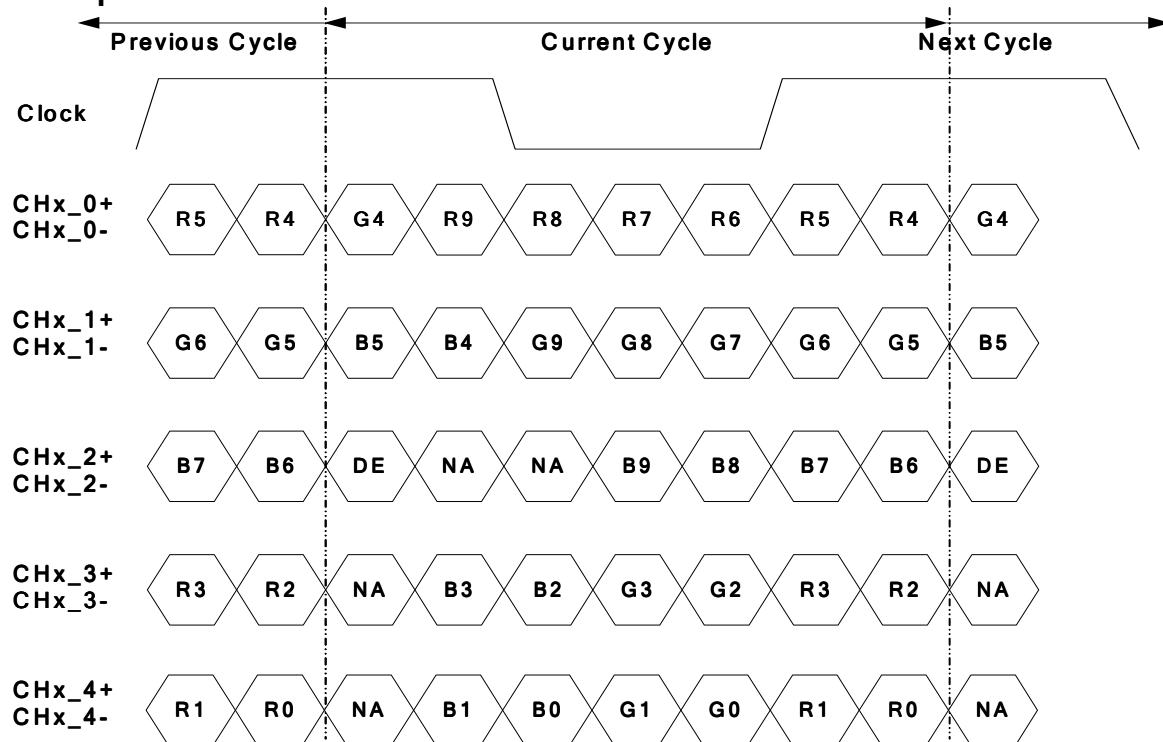 Previous Cycle Current Cycle Next Cycle
Clock
CHx_0+
CHx_0-
R5 R4 G4 R9 R8 R7 R6 R5 R4 G4
CHx_1+
CHx_1-
G6 G5 B5 B4 G9 G8 G7 G6 G5 B5
CHx_2+
CHx_2-
B7 B6 DE NA NA B9 B8 B7 B6 DE
CHx_3+
CHx_3-
R3 R2 NA B3 B2 G3 G2 R3 R2 NA
CHx_4+
CHx_4-
R1 R0 NA B1 B0 G1 G0 R1 R0 NA